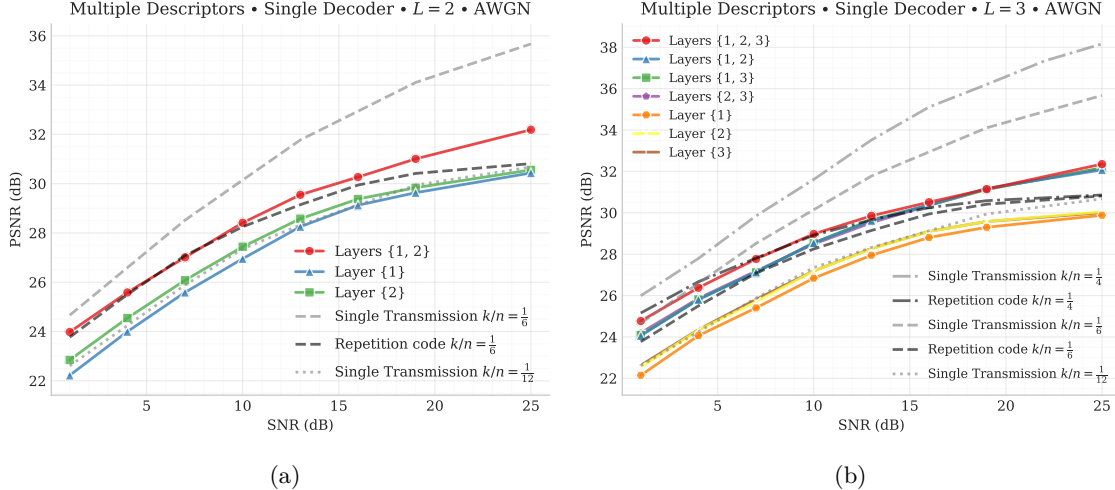 Multiple Descriptors • Single Decoder • L = 2 • AWGN
PSNR (dB)
36
34
32
30
28
26
24
22
5
10
15
20
25
SNR (dB)
Layers {1, 2}
Layer {1}
Layer {2}
Single Transmission k/n = 1/6
Repetition code k/n = 1/6
Single Transmission k/n = 1/12
(a)
Multiple Descriptors • Single Decoder • L = 3 • AWGN
PSNR (dB)
38
36
34
32
30
28
26
24
22
5
10
15
20
25
SNR (dB)
Layers {1, 2, 3}
Layers {1, 2}
Layers {1, 3}
Layers {2, 3}
Layer {1}
Layer {2}
Layer {3}
Single Transmission k/n = 1/4
Repetition code k/n = 1/4
Single Transmission k/n = 1/6
Repetition code k/n = 1/6
Single Transmission k/n = 1/12
(b)